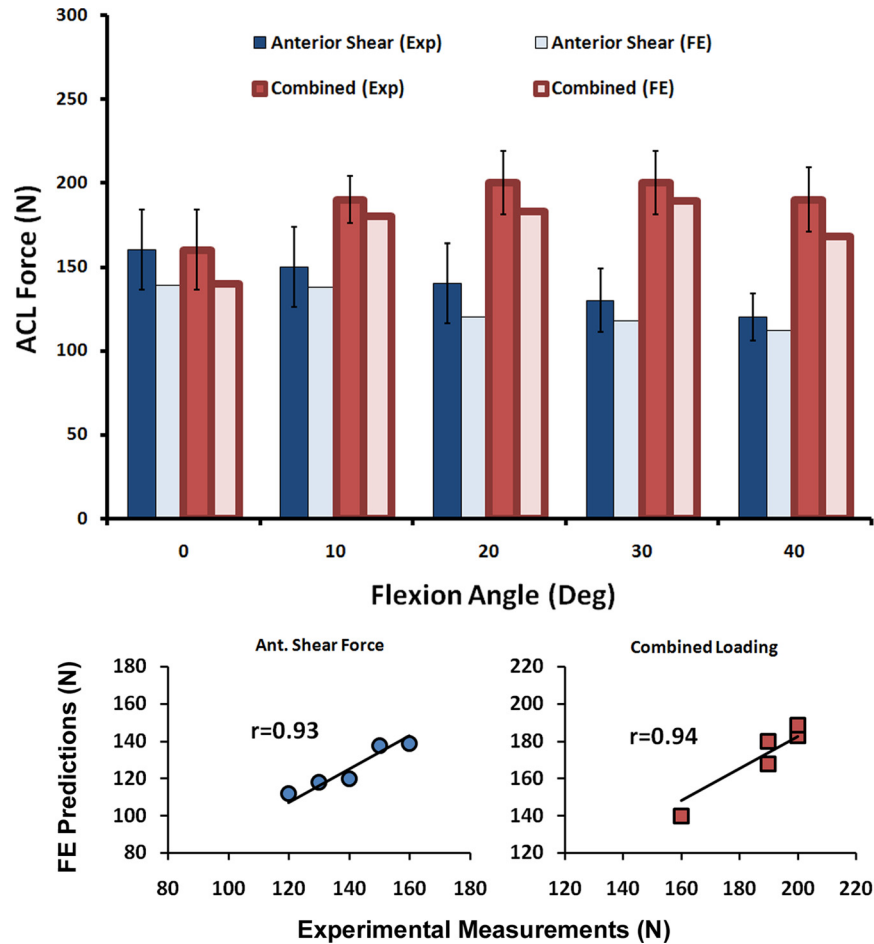 300
250
200
150
100
50
0
ACL Force (N)
Anterior Shear (Exp)
Anterior Shear (FE)
Combined (Exp)
Combined (FE)
0 10 20 30 40
Flexion Angle (Deg)
FE Predictions (N)
Ant. Shear Force
180
160
140
120
100
80
r=0.93
80 100 120 140 160 180
Combined Loading
220
200
180
160
140
120
r=0.94
120 140 160 180 200 220
Experimental Measurements (N)